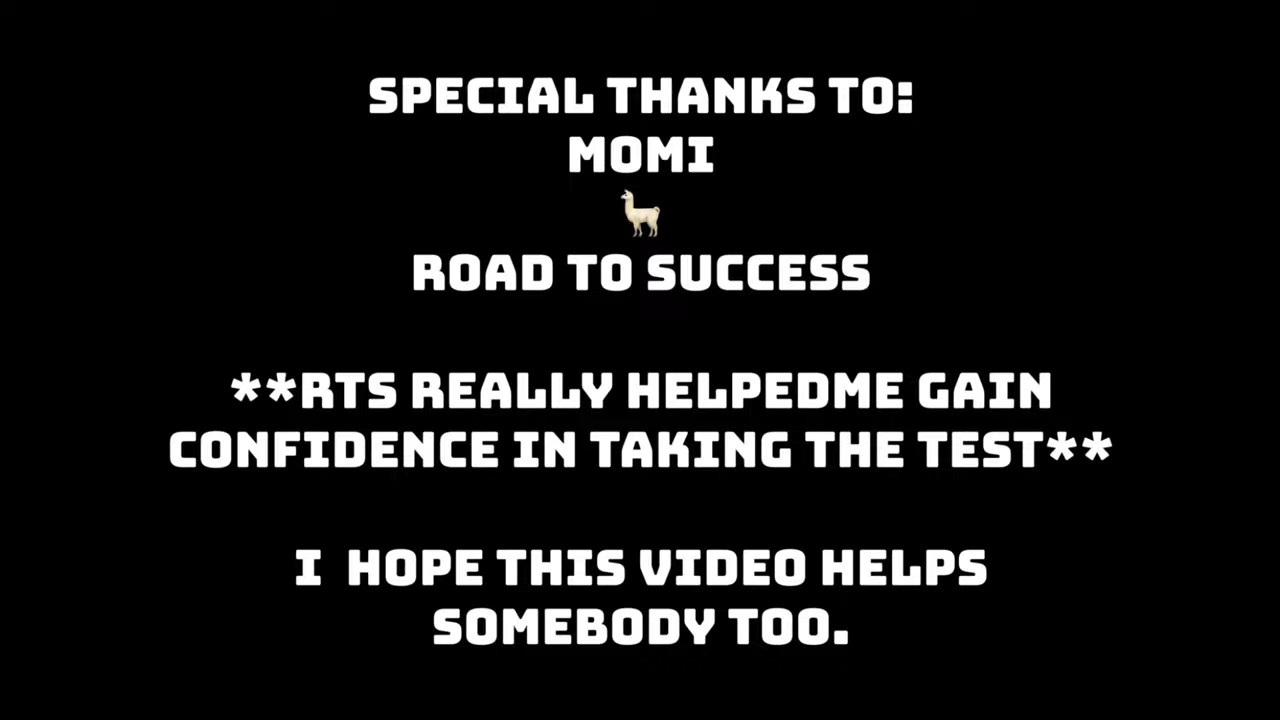 SPECIAL THANKS TO:
MOMI
🦙
ROAD TO SUCCESS
**RTS REALLY HELPEDME GAIN
CONFIDENCE IN TAKING THE TEST**
I HOPE THIS VIDEO HELPS
SOMEBODY TOO.